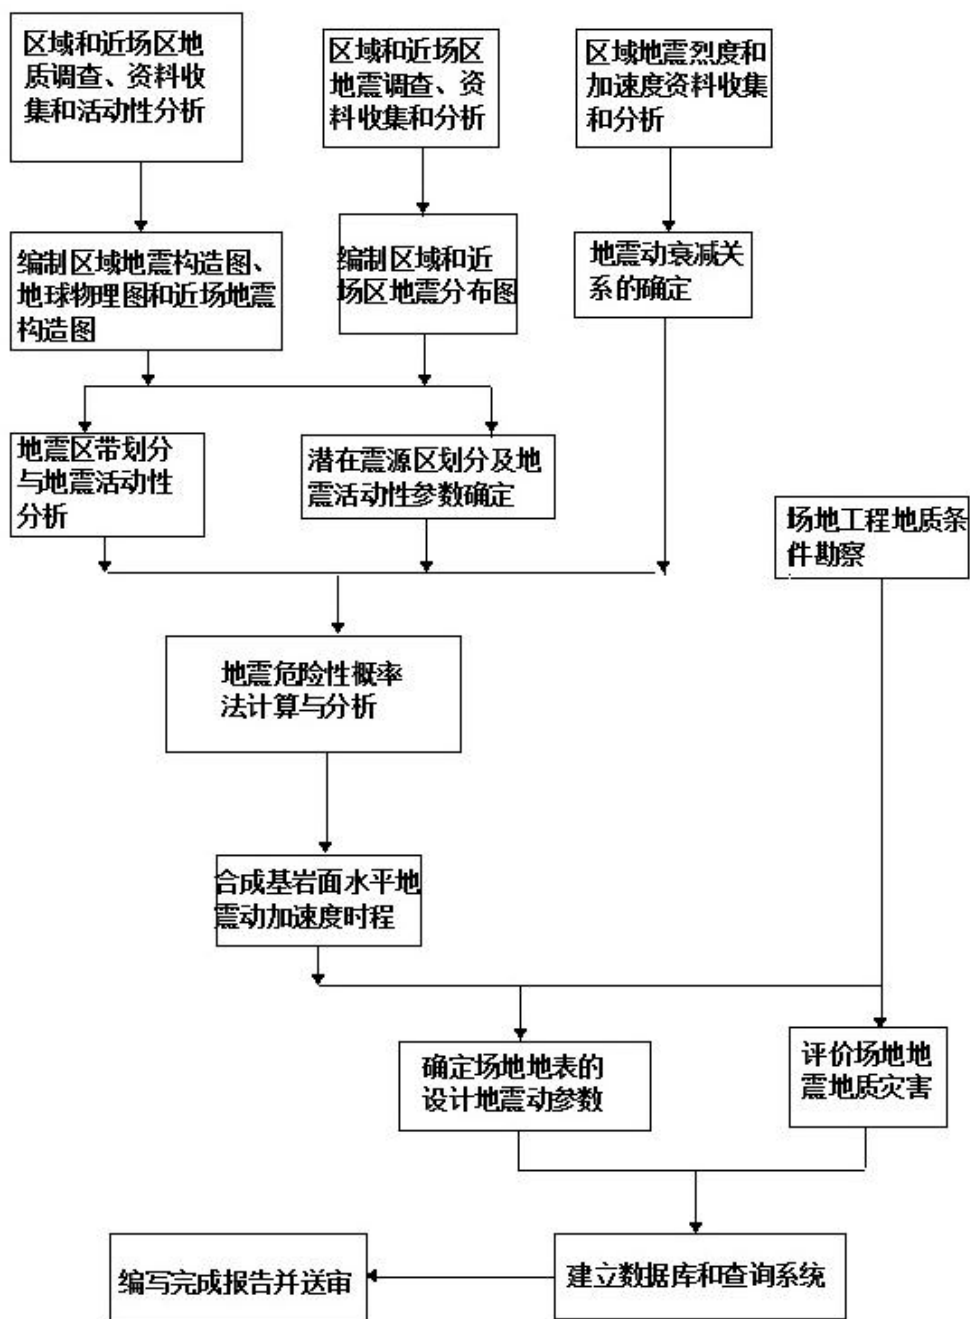 区域和近场区地
质调查、资料收
集和活动性分析
区域和近场区
地震调查、资
料收集和分析
区域地震烈度和
加速度资料收集
和分析
编制区域地震构造图、
地球物理图和近场地震
构造图
编制区域和近
场区地震分布图
地震动衰减关
系的确定
地震区带划分
与地震活动性
分析
潜在震源区划分及地
震活动性参数确定
场地工程地质条
件勘察
地震危险性概率
法计算与分析
合成基岩面水平地
震动加速度时程
确定场地地表的
设计地震动参数
评价场地地
震地质灾害
编写完成报告并送审
建立数据库和查询系统